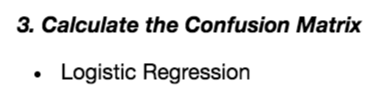 3. Calculate the Confusion Matrix
• Logistic Regression